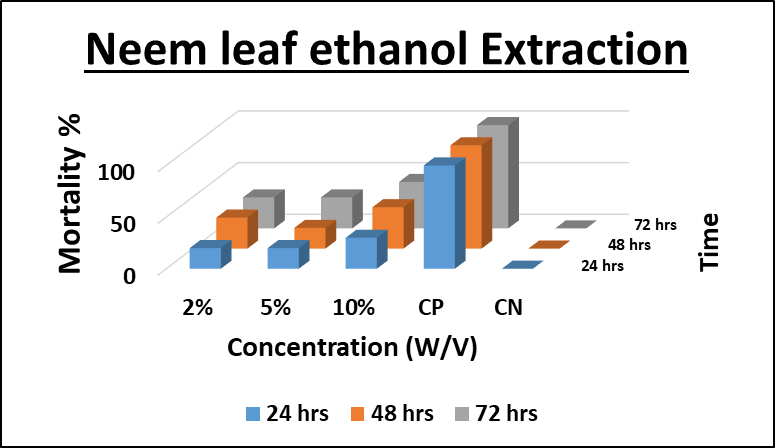 Neem leaf ethanol Extraction
Mortality %
100
50
0
2% 5% 10% CP CN
Concentration (W/V)
72 hrs
48 hrs
24 hrs
Time
24 hrs 48 hrs 72 hrs